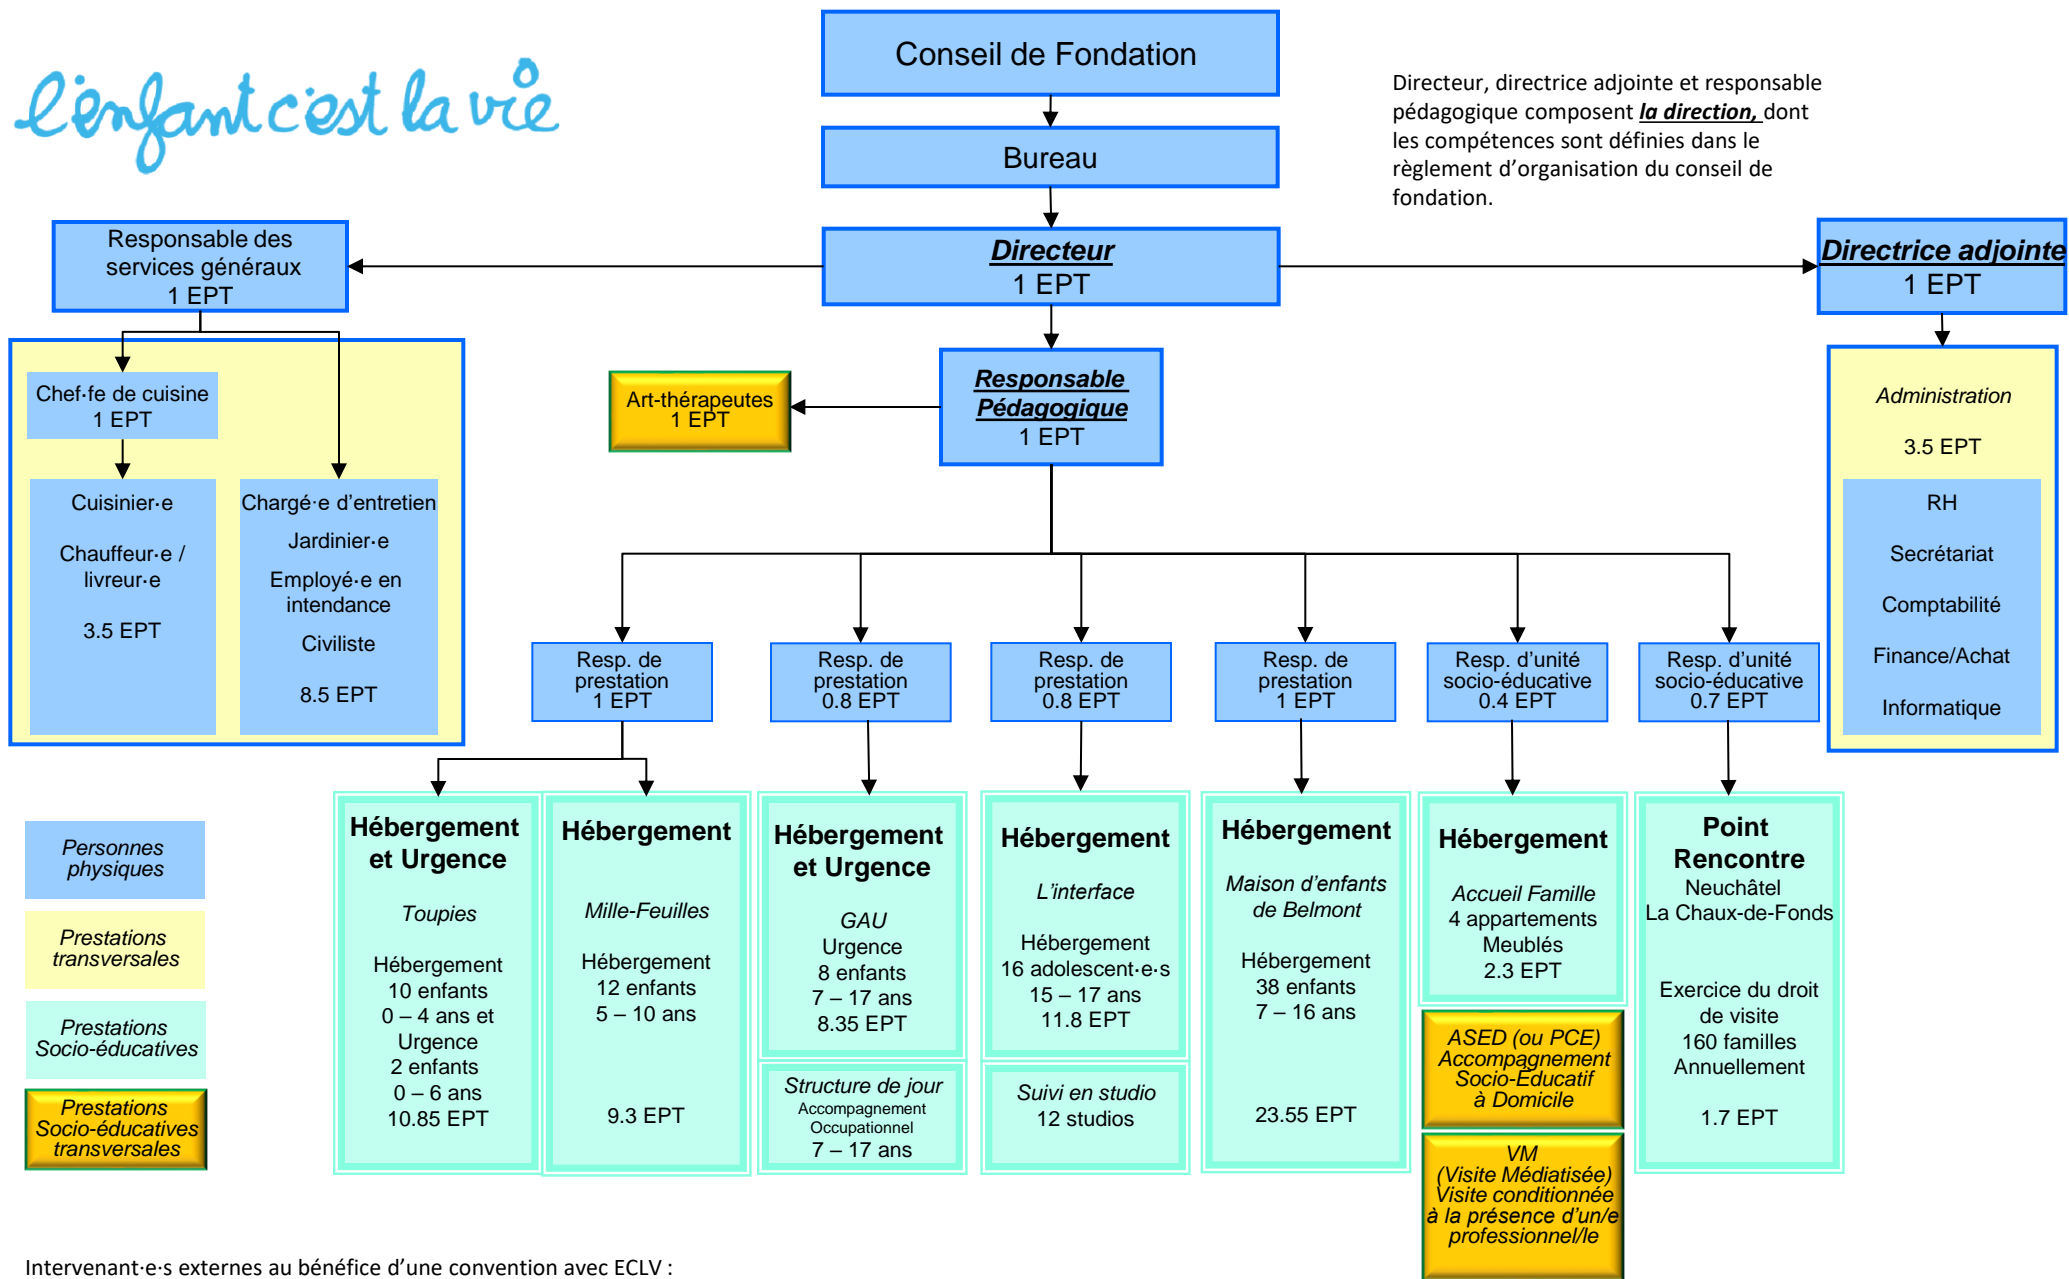 l'enfant c'est la vie
Conseil de Fondation
Bureau
Directeur, directrice adjointe et responsable
pédagogique composent la direction, dont
les compétences sont définies dans le
règlement d'organisation du conseil de
fondation.
Responsable des
services généraux
1 EPT
Directeur
1 EPT
Directrice adjointe
1 EPT
Chef·fe de cuisine
1 EPT
Cuisinier·e
Chauffeur·e /
livreur·e
3.5 EPT
Chargé·e d'entretien
Jardinier·e
Employé·e en
intendance
Civiliste
8.5 EPT
Art-thérapeutes
1 EPT
Responsable
Pédagogique
1 EPT
Administration
3.5 EPT
RH
Secrétariat
Comptabilité
Finance/Achat
Informatique
Resp. de
prestation
1 EPT
Resp. de
prestation
0.8 EPT
Resp. de
prestation
0.8 EPT
Resp. de
prestation
1 EPT
Resp. d'unité
socio-éducative
0.4 EPT
Resp. d'unité
socio-éducative
0.7 EPT
Personnes
physiques
Prestations
transversales
Prestations
Socio-éducatives
Prestations
Socio-éducatives
transversales
Hébergement
et Urgence
Toupies
Hébergement
10 enfants
0 – 4 ans et
Urgence
2 enfants
0 – 6 ans
10.85 EPT
Hébergement
Mille-Feuilles
Hébergement
12 enfants
5 – 10 ans
9.3 EPT
Hébergement
et Urgence
GAU
Urgence
8 enfants
7 – 17 ans
8.35 EPT
Structure de jour
Accompagnement
Occupationnel
7 – 17 ans
Hébergement
L'interface
Hébergement
16 adolescent·e·s
15 – 17 ans
11.8 EPT
Suivi en studio
12 studios
Hébergement
Maison d'enfants
de Belmont
Hébergement
38 enfants
7 – 16 ans
23.55 EPT
Hébergement
Accueil Famille
4 appartements
Meublés
2.3 EPT
ASED (ou PCE)
Accompagnement
Socio-Éducatif
à Domicile
VM
(Visite Médiatisée)
Visite conditionnée
à la présence d'un/e
professionnel/le
Point
Rencontre
Neuchâtel
La Chaux-de-Fonds
Exercice du droit
de visite
160 familles
Annuellement
1.7 EPT
Intervenant·e·s externes au bénéfice d'une convention avec ECLV :